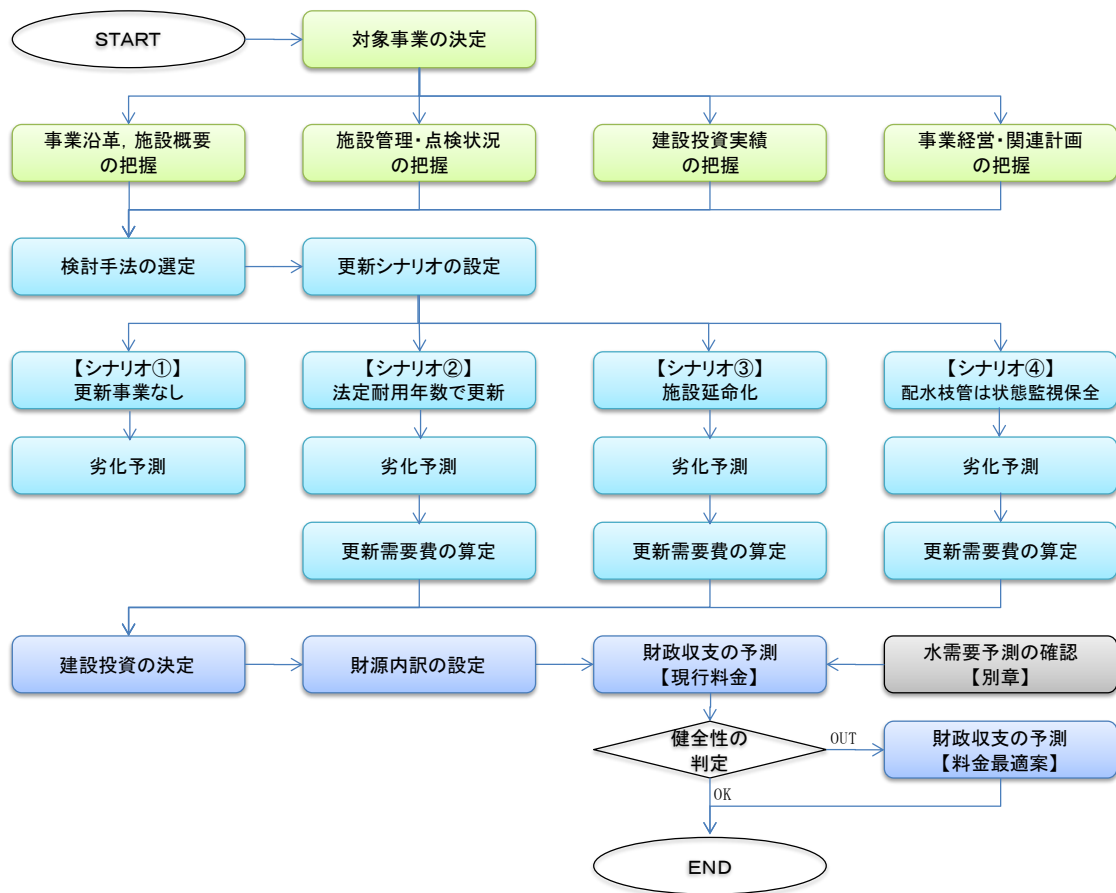 START
対象事業の決定
事業沿革，施設概要
の把握
施設管理・点検状況
の把握
建設投資実績
の把握
事業経営・関連計画
の把握
検討手法の選定
更新シナリオの設定
【シナリオ①】
更新事業なし
【シナリオ②】
法定耐用年数で更新
【シナリオ③】
施設延命化
【シナリオ④】
配水枝管は状態監視保全
劣化予測
劣化予測
劣化予測
劣化予測
更新需要費の算定
更新需要費の算定
更新需要費の算定
建設投資の決定
財源内訳の設定
財政収支の予測
【現行料金】
水需要予測の確認
【別章】
健全性の
判定
OUT
財政収支の予測
【料金最適案】
OK
END